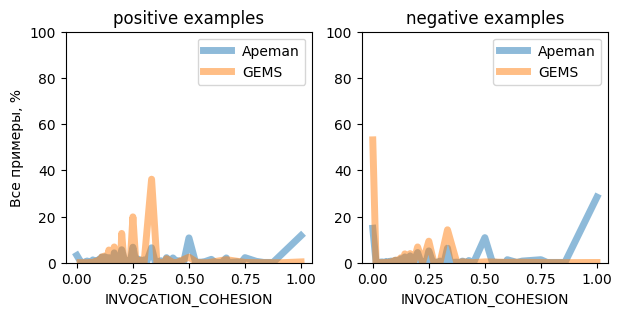 positive examples
negative examples
100
80
60
40
20
0
Все примеры, %
Apeman
GEMS
0.00 0.25 0.50 0.75 1.00
INVOCATION_COHESION
100
80
60
40
20
0
Apeman
GEMS
0.00 0.25 0.50 0.75 1.00
INVOCATION_COHESION